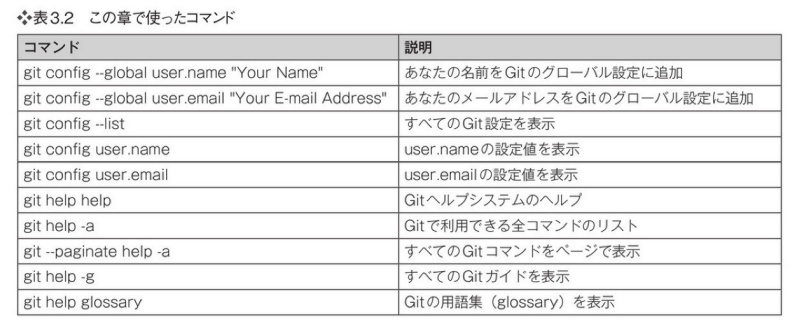 ❖表3.2　この章で使ったコマンド
コマンド　説明
git config --global user.name "Your Name"　あなたの名前をGitのグローバル設定に追加
git config --global user.email "Your E-mail Address"　あなたのメールアドレスをGitのグローバル設定に追加
git config --list　すべてのGit設定を表示
git config user.name　user.nameの設定値を表示
git config user.email　user.emailの設定値を表示
git help help　Gitヘルプシステムのヘルプ
git help -a　Gitで利用できる全コマンドのリスト
git --paginate help -a　すべてのGitコマンドをページで表示
git help -g　すべてのGitガイドを表示
git help glossary　Gitの用語集（glossary）を表示